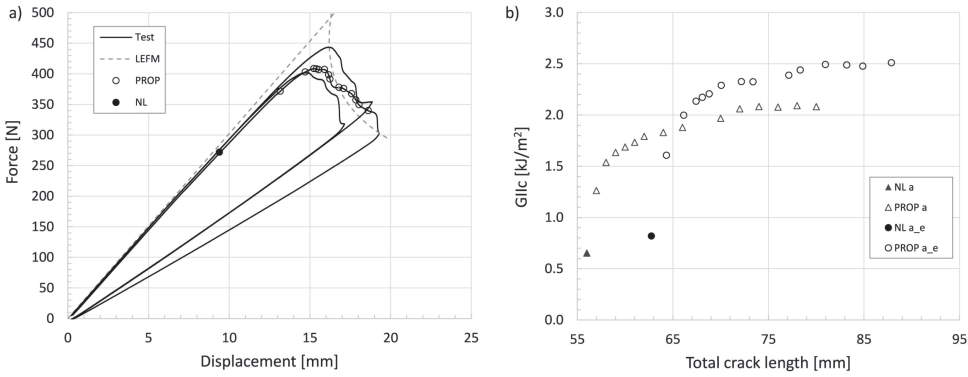 a)
Force [N]
500
450
400
350
300
250
200
150
100
50
0
Test
LEFM
PROP
NL
0
5
10
15
20
25
Displacement [mm]
b)
GIIc [kJ/m²]
3.0
2.5
2.0
1.5
1.0
0.5
0.0
NL a
PROP a
NL a_e
PROP a_e
55
65
75
85
95
Total crack length [mm]